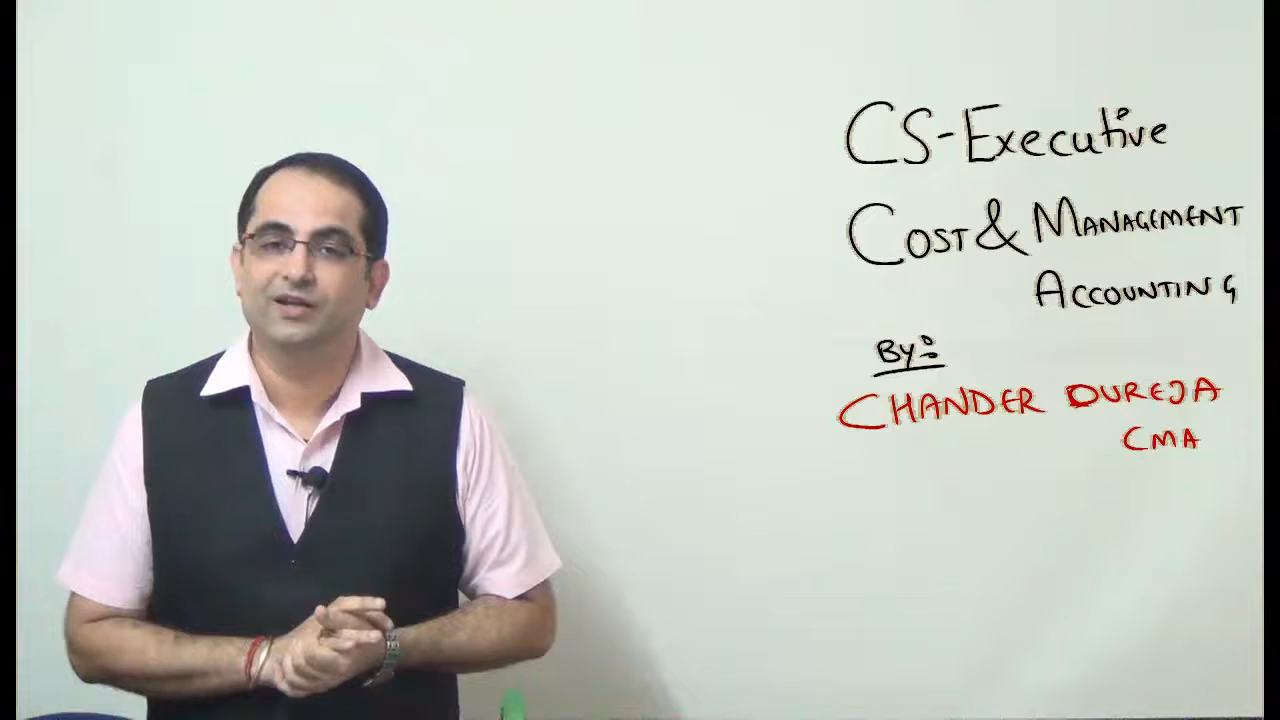 CS-Executive
COST & MANAGEMENT
ACCOUNTING
By:
CHANDER DUREJA
CMA